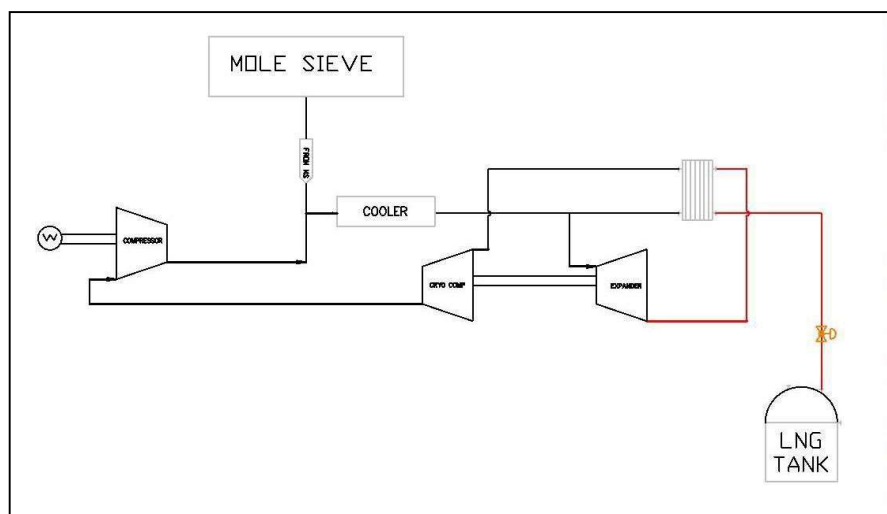 MOLE SIEVE
FROM MS
COOLER
COMPRESSOR
CRYO COMP
EXPANDER
LNG
TANK